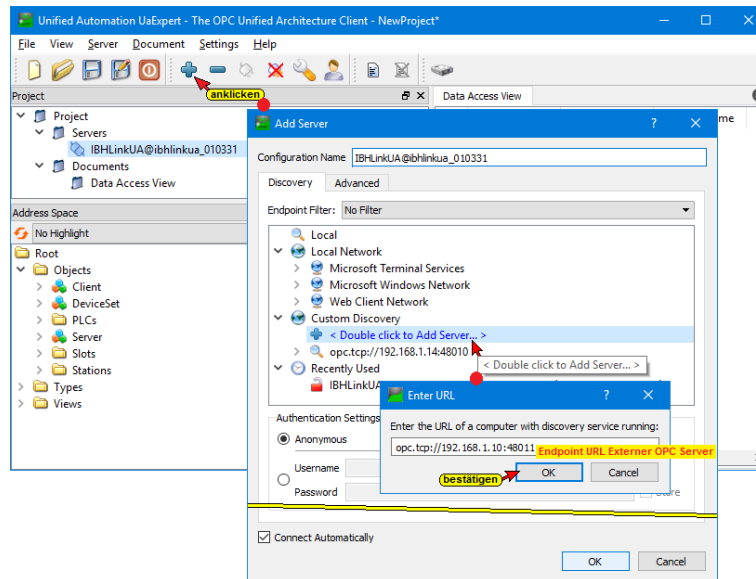 Unified Automation UaExpert - The OPC Unified Architecture Client - NewProject*
File View Server Document Settings Help
anklicken
Project
Data Access View
Project
Servers
IBHLinkUA@ibhlinkua_010331
Documents
Data Access View
Address Space
No Highlight
Root
Objects
Client
DeviceSet
PLCs
Server
Slots
Stations
Types
Views
me
Add Server
Configuration Name IBHLinkUA@ibhlinkua_010331
Discovery Advanced
Endpoint Filter: No Filter
Local
Local Network
Microsoft Terminal Services
Microsoft Windows Network
Web Client Network
Custom Discovery
< Double click to Add Server... >
opc.tcp://192.168.1.14:48010
< Double click to Add Server... >
Recently Used
IBHLinkUA
Authentication Settings
Anonymous
Username
Password
Store
Connect Automatically
OK Cancel
Enter URL
Enter the URL of a computer with discovery service running:
opc.tcp://192.168.1.10:48011
Endpoint URL Externer OPC Server
bestätigen
OK Cancel